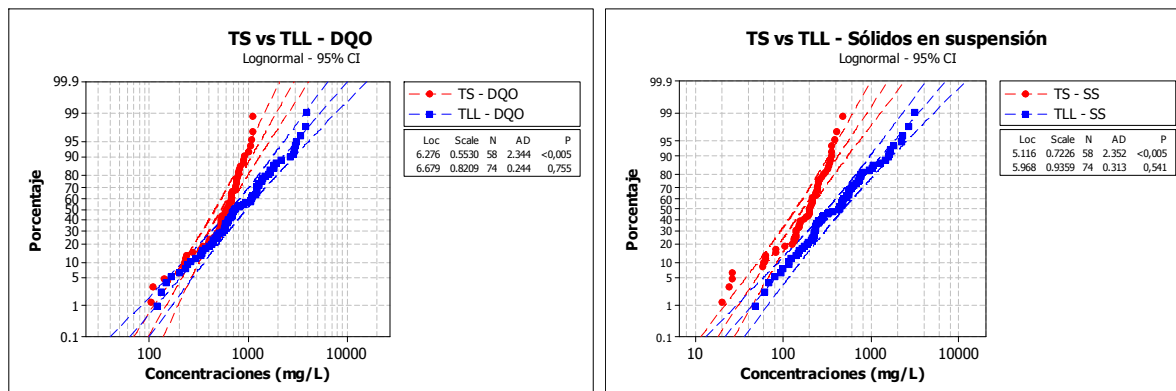 TS vs TLL - DQO
Lognormal - 95% CI
99.9
99
95
90
80
70
60
50
40
30
20
10
5
1
0.1
Porcentaje
100
1000
10000
Concentraciones (mg/L)
TS - DQO
TLL - DQO
Loc Scale N AD P
6.276 0.5530 58 2.344 <0,005
6.679 0.8209 74 0.244 0,755
TS vs TLL - Sólidos en suspensión
Lognormal - 95% CI
99.9
99
95
90
80
70
60
50
40
30
20
10
5
1
0.1
Porcentaje
10
100
1000
10000
Concentraciones (mg/L)
TS - SS
TLL - SS
Loc Scale N AD P
5.116 0.7226 58 2.352 <0,005
5.968 0.9359 74 0.313 0,541